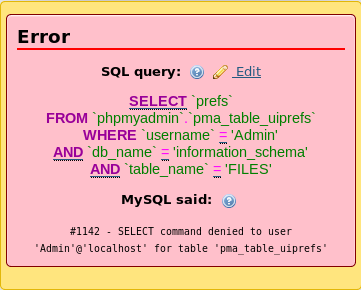 Error
SQL query: Edit
SELECT `prefs`
FROM `phpmyadmin`.`pma_table_uiprefs`
WHERE `username` = 'Admin'
AND `db_name` = 'information_schema'
AND `table_name` = 'FILES'
MySQL said:
#1142 - SELECT command denied to user
'Admin'@'localhost' for table 'pma_table_uiprefs'